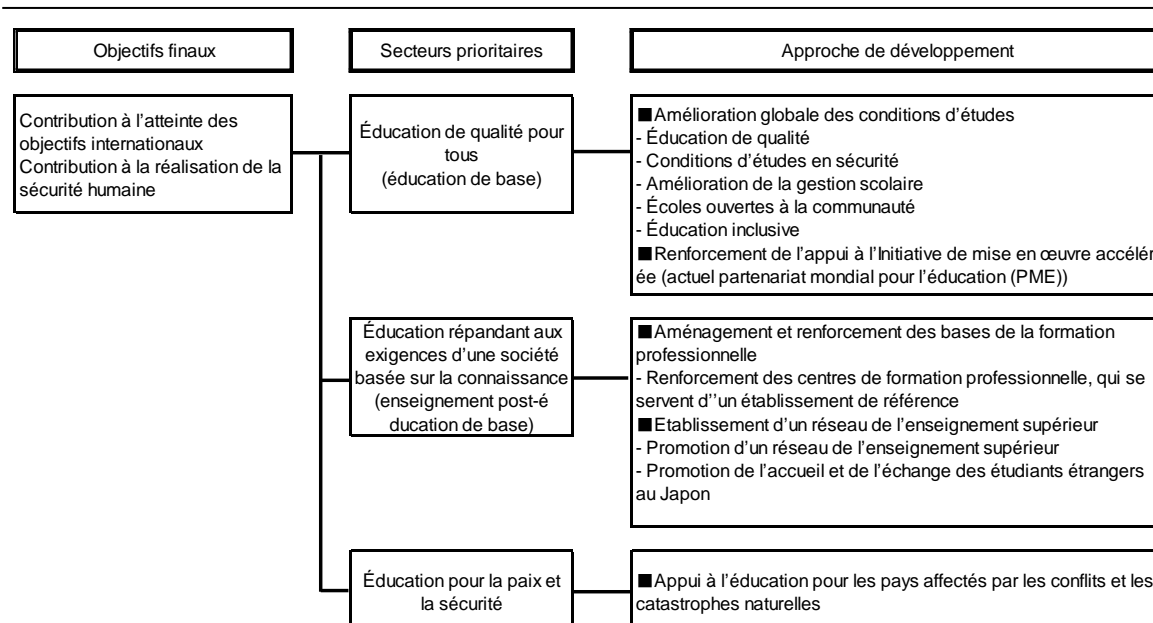 Objectifs finaux
Secteurs prioritaires
Approche de développement
Contribution à l’atteinte des
objectifs internationaux
Contribution à la réalisation de la
sécurité humaine
Éducation de qualité pour
tous
(éducation de base)
■Amélioration globale des conditions d’études
- Éducation de qualité
- Conditions d’études en sécurité
- Amélioration de la gestion scolaire
- Écoles ouvertes à la communauté
- Éducation inclusive
■Renforcement de l’appui à l’Initiative de mise en œuvre accélér
ée (actuel partenariat mondial pour l’éducation (PME))
Éducation répandant aux
exigences d’une société
basée sur la connaissance
(enseignement post-é
ducation de base)
■Aménagement et renforcement des bases de la formation
professionnelle
- Renforcement des centres de formation professionnelle, qui se
servent d’’un établissement de référence
■Etablissement d’un réseau de l’enseignement supérieur
- Promotion d’un réseau de l’enseignement supérieur
- Promotion de l’accueil et de l’échange des étudiants étrangers
au Japon
Éducation pour la paix et
la sécurité
■Appui à l’éducation pour les pays affectés par les conflits et les
catastrophes naturelles